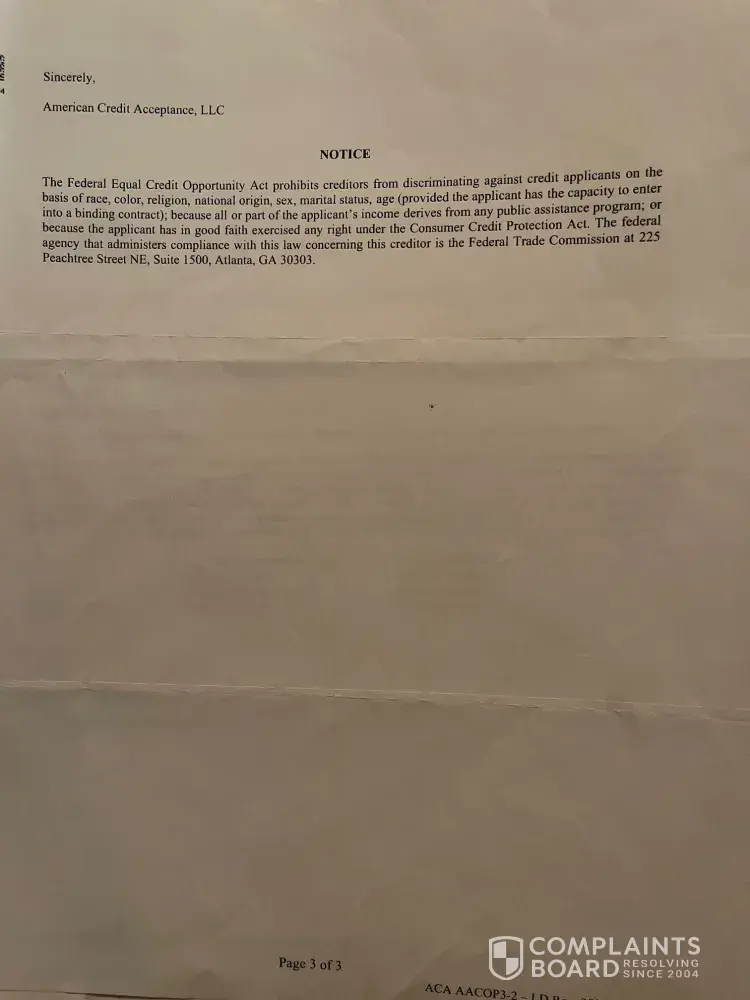 Sincerely,
American Credit Acceptance, LLC
NOTICE
The Federal Equal Credit Opportunity Act prohibits creditors from discriminating against credit applicants on the
basis of race, color, religion, national origin, sex, marital status, age (provided the applicant has the capacity to enter
into a binding contract); because all or part of the applicant's income derives from any public assistance program; or
because the applicant has in good faith exercised any right under the Consumer Credit Protection Act. The federal
agency that administers compliance with this law concerning this creditor is the Federal Trade Commission at 225
Peachtree Street NE, Suite 1500, Atlanta, GA 30303.
Page 3 of 3
ACA AACOP3-2
COMPLAINTS
BOARD RESOLVING
SINCE 2004